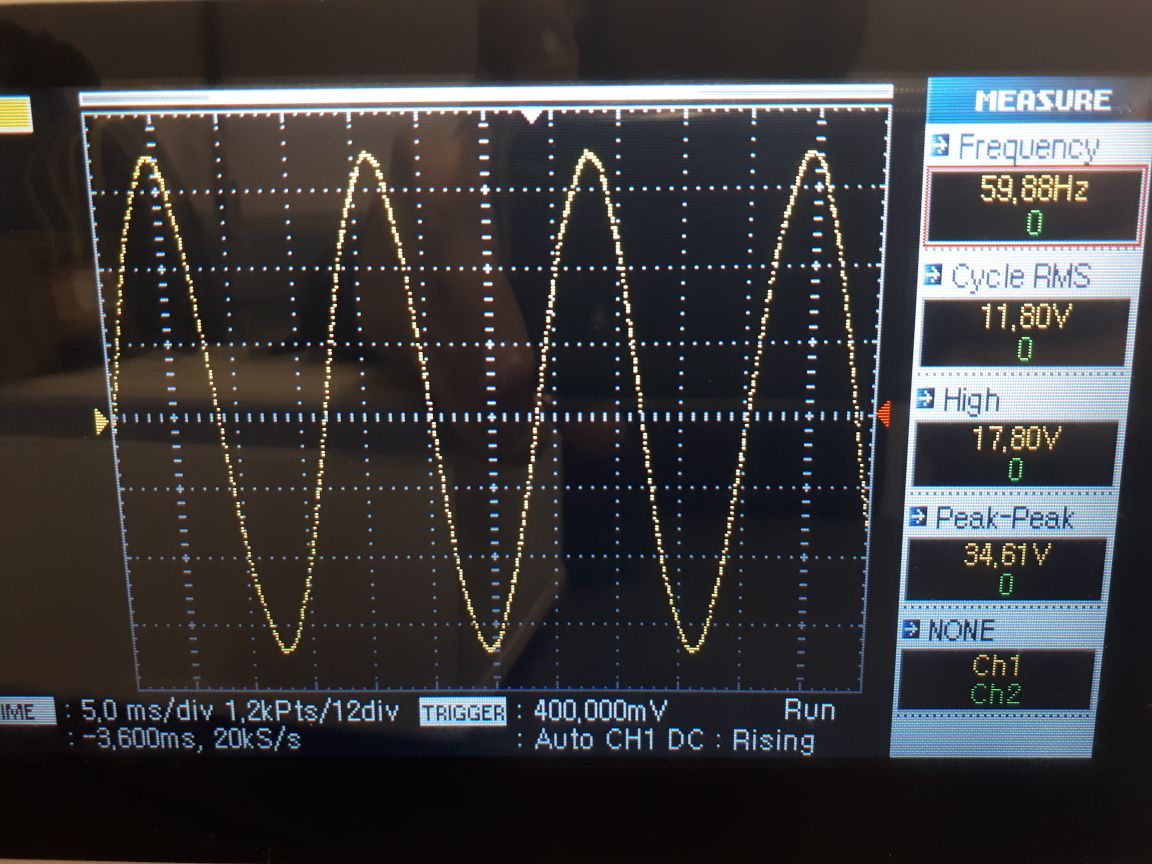 MEASURE
Frequency
59,88Hz
0
Cycle RMS
11,80V
0
High
17,80V
0
Peak-Peak
34,61V
0
NONE
Ch1
Ch2
IME : 5,0 ms/div 1,2kPts/12div TRIGGER : 400,000mV Run
: -3,600ms, 20kS/s : Auto CH1 DC : Rising